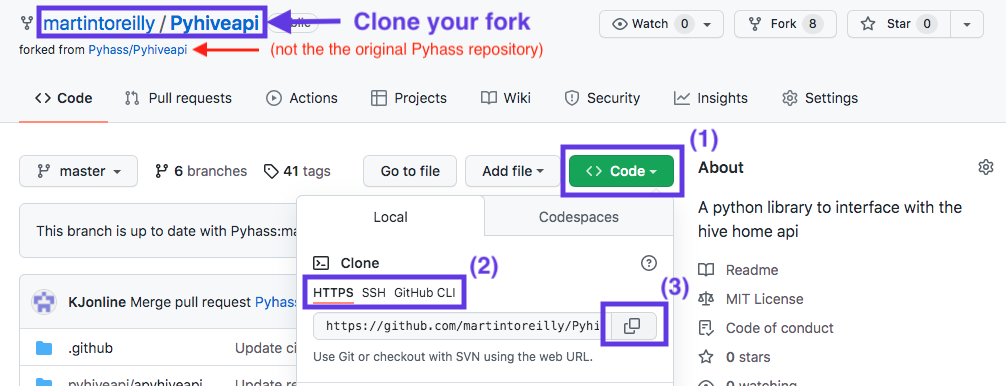 martintoreilly / Pyhiveapi
Clone your fork
Watch 0
Fork 8
Star 0
forked from Pyhass/Pyhiveapi
(not the the original Pyhass repository)
<> Code
Pull requests
Actions
Projects
Wiki
Security
Insights
Settings
(1)
master
6 branches
41 tags
Go to file
Add file
<> Code
About
Local
Codespaces
A python library to interface with the
hive home api
This branch is up to date with Pyhass:ma
Clone
(2)
HTTPS SSH GitHub CLI
(3)
Readme
KJonline Merge pull request Pyhas
MIT License
https://github.com/martintoreilly/Pyhi
Code of conduct
.github
Update ci
Use Git or checkout with SVN using the web URL.
0 stars
pyhiveapi/apyhiveapi
Update re
0 watching